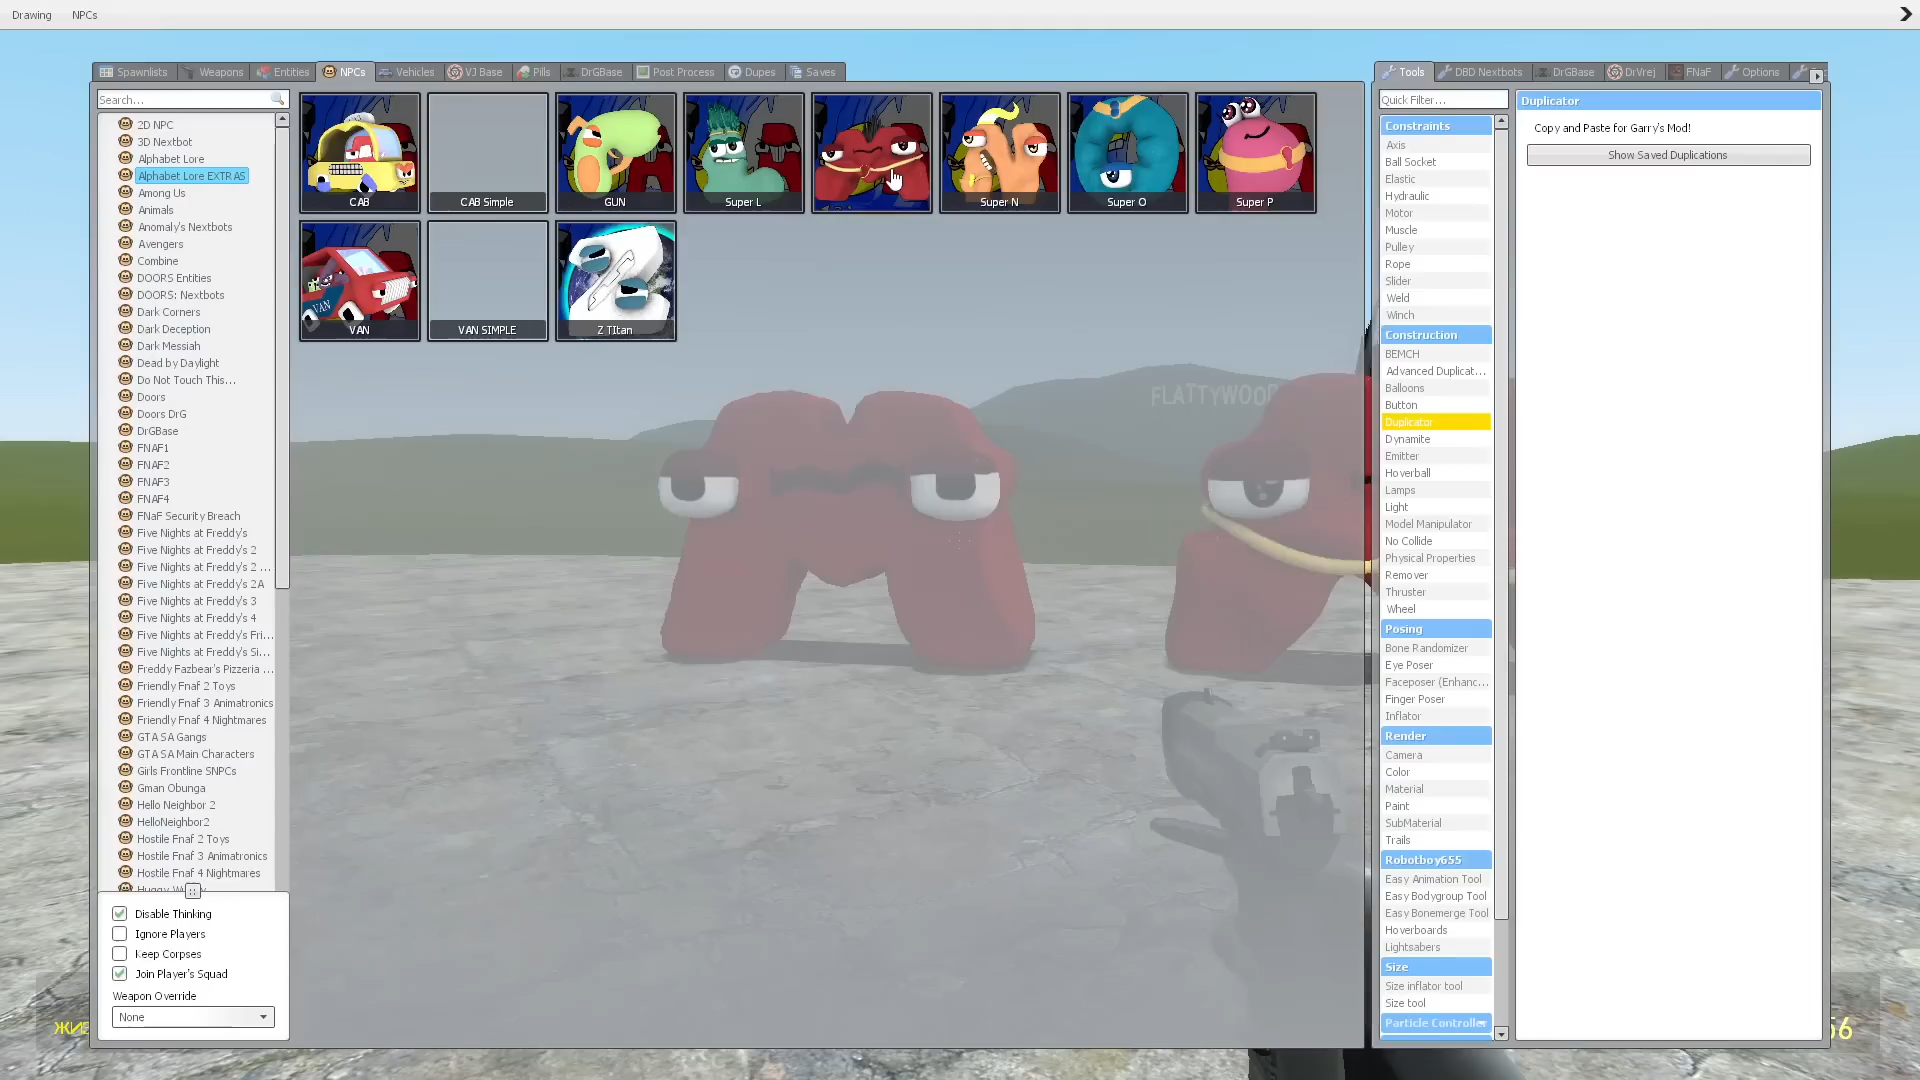 Drawing NPCs
Spawnlists Weapons Entities NPCs Vehicles VJ Base Pills DrGBase Post Process Dupes Saves
Search...
2D NPC
3D Nextbot
Alphabet Lore
Alphabet Lore EXTRAS
Among Us
Animals
Anomaly's Nextbots
Avengers
Combine
DOORS Entities
DOORS: Nextbots
Dark Corners
Dark Deception
Dark Messiah
Dead by Daylight
Do Not Touch This...
Doors
Doors DrG
DrGBase
FNAF1
FNAF2
FNAF3
FNAF4
FNaF Security Breach
Five Nights at Freddy's
Five Nights at Freddy's 2
Five Nights at Freddy's 2 ...
Five Nights at Freddy's 2A
Five Nights at Freddy's 3
Five Nights at Freddy's 4
Five Nights at Freddy's Fri...
Five Nights at Freddy's Si...
Freddy Fazbear's Pizzeria ...
Friendly Fnaf 2 Toys
Friendly Fnaf 3 Animatronics
Friendly Fnaf 4 Nightmares
GTA SA Gangs
GTA SA Main Characters
Girls Frontline SNPCs
Gman Obunga
Hello Neighbor 2
HelloNeighbor2
Hostile Fnaf 2 Toys
Hostile Fnaf 3 Animatronics
Hostile Fnaf 4 Nightmares
Disable Thinking
Ignore Players
Keep Corpses
Join Player's Squad
Weapon Override
None
CAB
CAB Simple
GUN
Super L
Super N
Super O
Super P
VAN
VAN
VAN SIMPLE
Z TItan
FLATTYWOOD
Tools DBD Nextbots DrGBase DrVrej FNaF Options
Quick Filter...
Constraints
Axis
Ball Socket
Elastic
Hydraulic
Motor
Muscle
Pulley
Rope
Slider
Weld
Winch
Construction
BEMCH
Advanced Duplicat...
Balloons
Button
Duplicator
Dynamite
Emitter
Hoverball
Lamps
Light
Model Manipulator
No Collide
Physical Properties
Remover
Thruster
Wheel
Posing
Bone Randomizer
Eye Poser
Faceposer (Enhanc...
Finger Poser
Inflator
Render
Camera
Color
Material
Paint
SubMaterial
Trails
Robotboy655
Easy Animation Tool
Easy Bodygroup Tool
Easy Bonemerge Tool
Hoverboards
Lightsabers
Size
Size inflator tool
Size tool
Particle Controller
Duplicator
Copy and Paste for Garry's Mod!
Show Saved Duplications